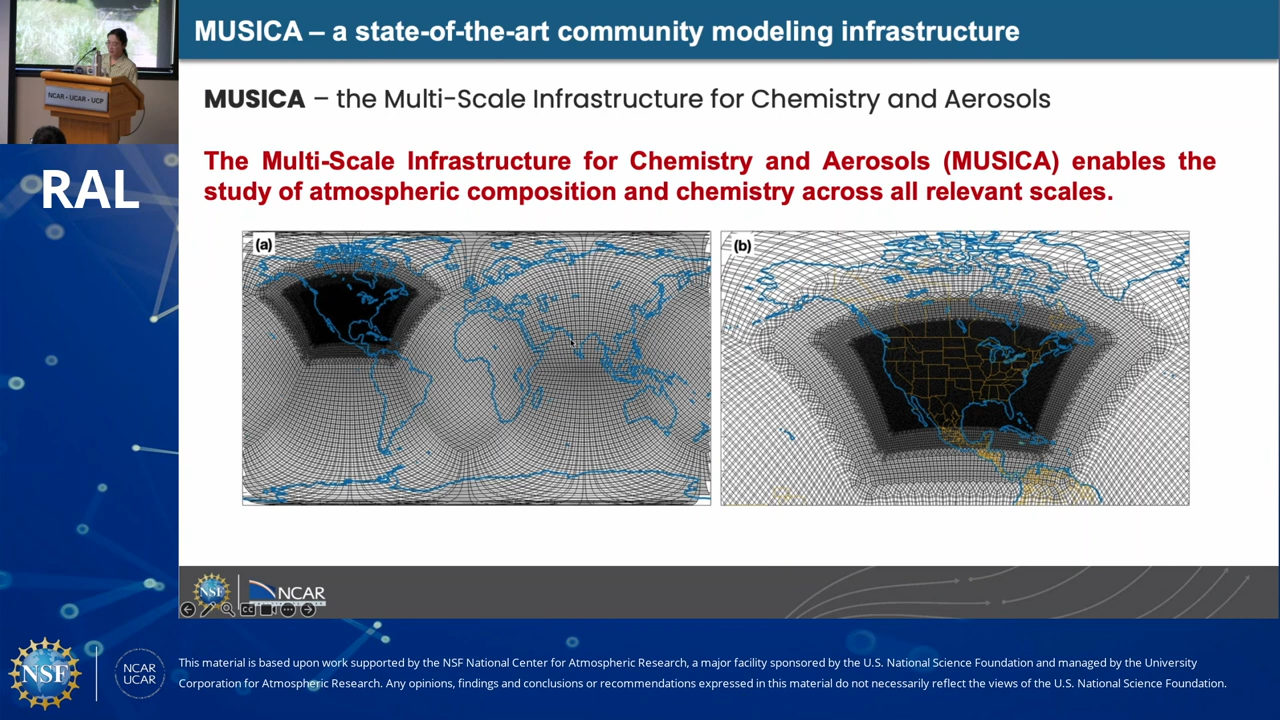 MUSICA – a state-of-the-art community modeling infrastructure
NCAR - UCAR - UCP
RAL
MUSICA – the Multi-Scale Infrastructure for Chemistry and Aerosols
The Multi-Scale Infrastructure for Chemistry and Aerosols (MUSICA) enables the
study of atmospheric composition and chemistry across all relevant scales.
(a)
(b)
NSF
NCAR
CC
NSF
NCAR
UCAR
This material is based upon work supported by the NSF National Center for Atmospheric Research, a major facility sponsored by the U.S. National Science Foundation and managed by the University
Corporation for Atmospheric Research. Any opinions, findings and conclusions or recommendations expressed in this material do not necessarily reflect the views of the U.S. National Science Foundation.